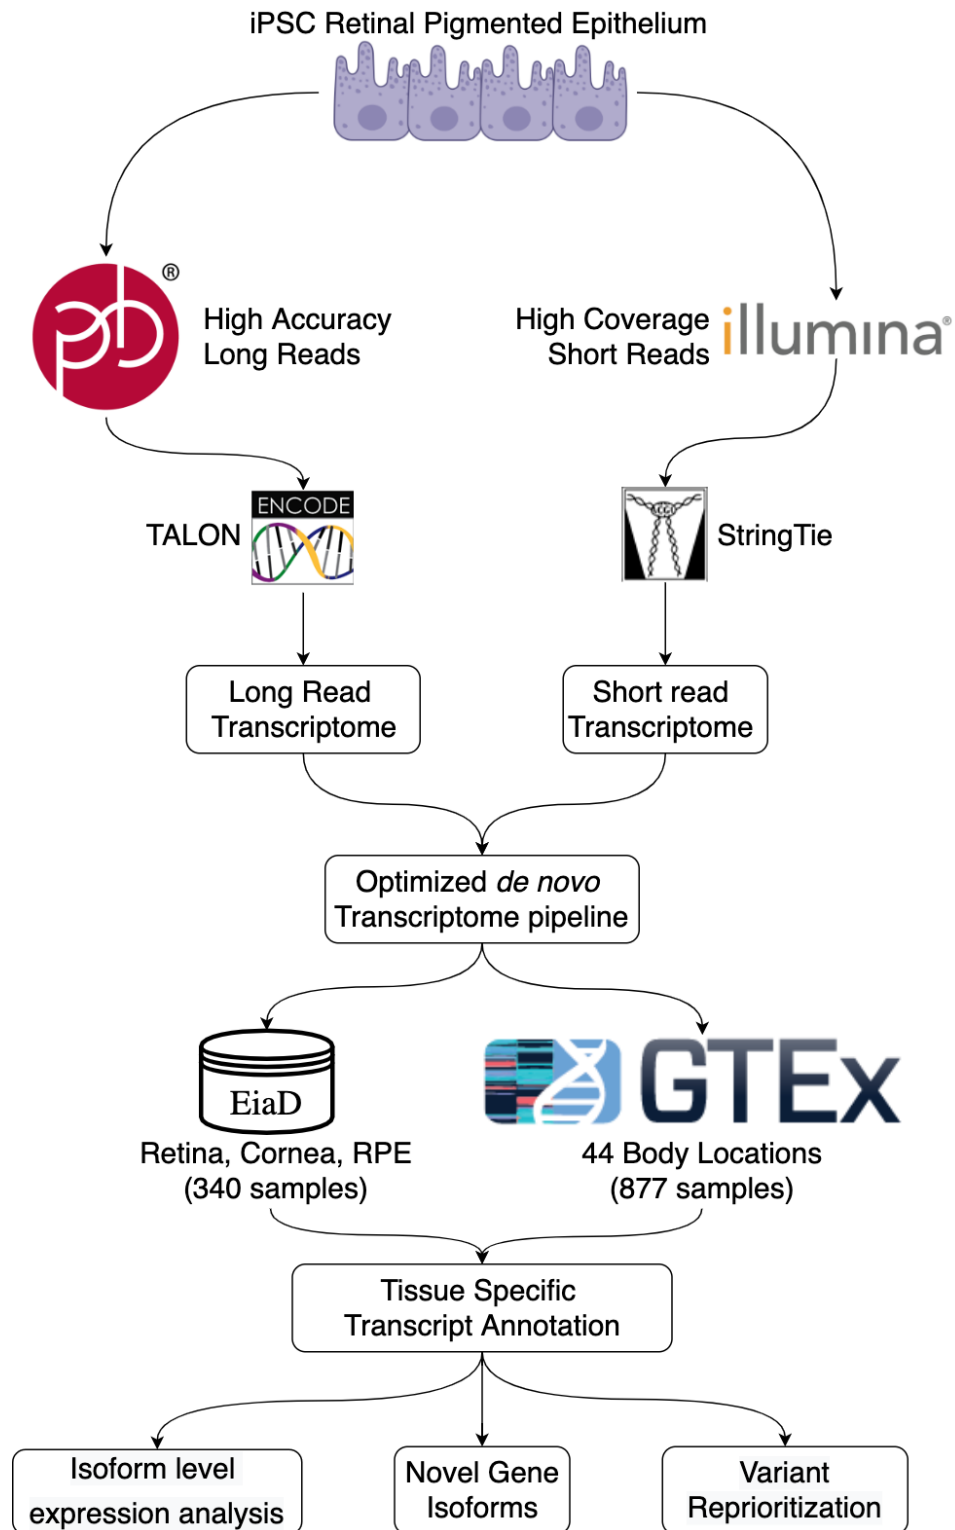 iPSC Retinal Pigmented Epithelium
pb®
High Accuracy
Long Reads
High Coverage
Short Reads
illumina®
TALON
ENCODE
CCB
StringTie
Long Read
Transcriptome
Short read
Transcriptome
Optimized de novo
Transcriptome pipeline
EiaD
GTEx
Retina, Cornea, RPE
(340 samples)
44 Body Locations
(877 samples)
Tissue Specific
Transcript Annotation
Isoform level
expression analysis
Novel Gene
Isoforms
Variant
Reprioritization